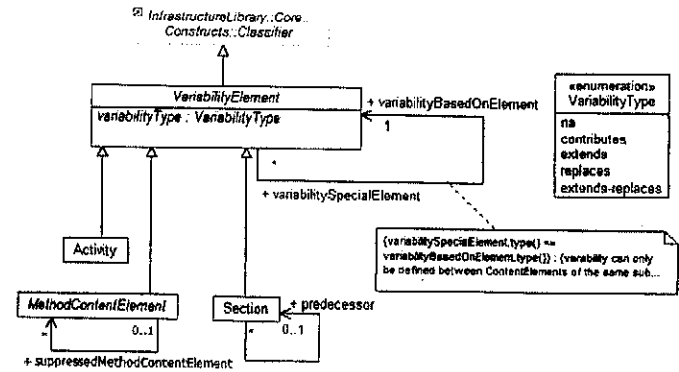 InfrastructureLibrary::Core..
Constructs::Classifier
VariabilityElement
variabilityType : VariabilityType
+ variabilityBasedOnElement
1
*
+ variabilitySpecialElement
«enumeration»
VariabilityType
na
contributes
extends
replaces
extends-replaces
{variabilitySpecialElement.type() ==
variabilityBasedOnElement.type()} : {variability can only
be defined between ContentElements of the same sub...
Activity
MethodContentElement
*
0..1
+ suppressedMethodContentElement
Section
+ predecessor
*
0..1